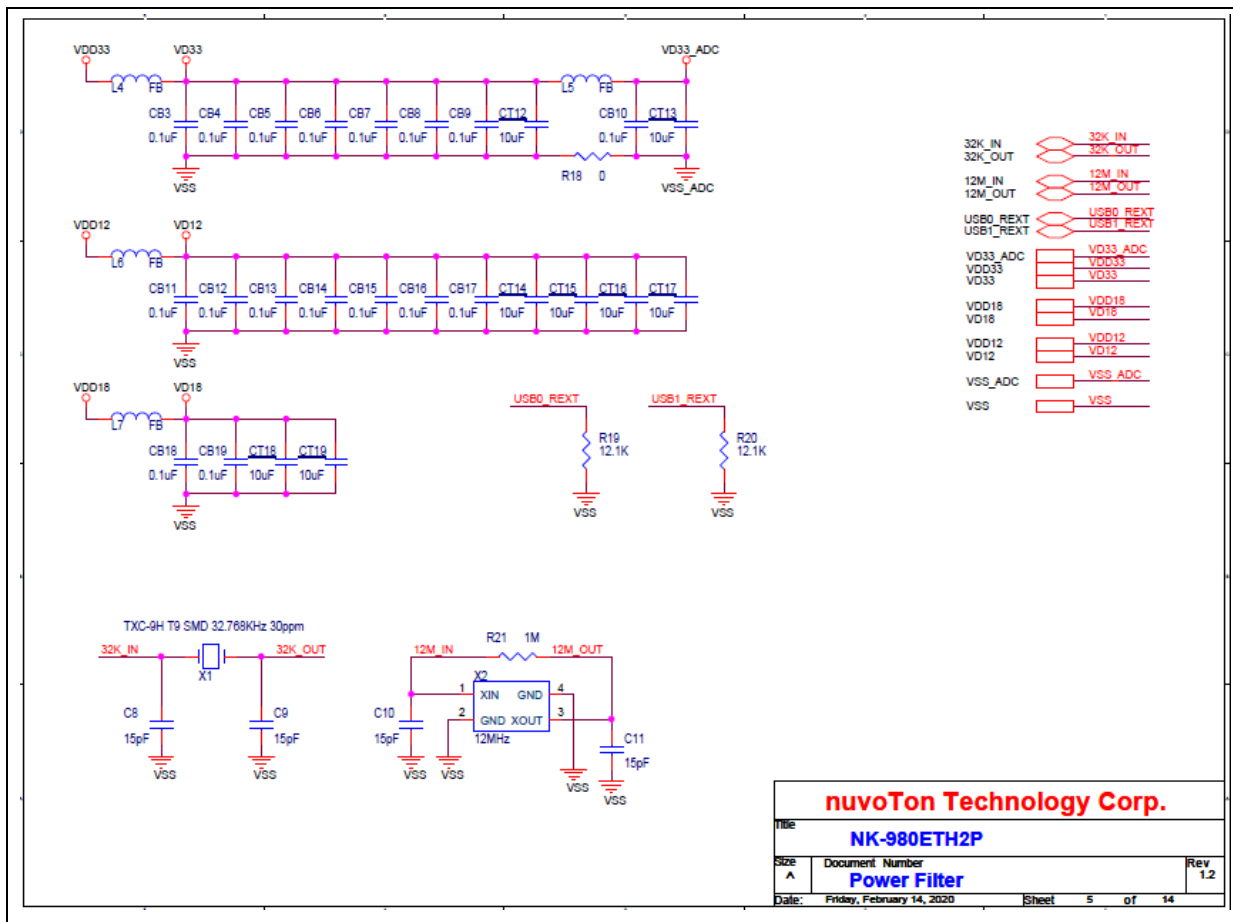 VDD33 VD33 VD33_ADC
L4 FB L5 FB
CB3 CB4 CB5 CB6 CB7 CB8 CB9 CT12 CB10 CT13
0.1uF 0.1uF 0.1uF 0.1uF 0.1uF 0.1uF 0.1uF 10uF 0.1uF 10uF
R18 0
VSS VSS_ADC
VDD12 VD12
L6 FB
CB11 CB12 CB13 CB14 CB15 CB16 CB17 CT14 CT15 CT16 CT17
0.1uF 0.1uF 0.1uF 0.1uF 0.1uF 0.1uF 0.1uF 10uF 10uF 10uF 10uF
VSS
VDD18 VD18
L7 FB
CB18 CB19 CT18 CT19
0.1uF 0.1uF 10uF 10uF
VSS
USB0_REXT USB1_REXT
R19 R20
12.1K 12.1K
VSS VSS
32K_IN 32K_IN
32K_OUT 32K_OUT
12M_IN 12M_IN
12M_OUT 12M_OUT
USB0_REXT USB0_REXT
USB1_REXT USB1_REXT
VD33_ADC VD33_ADC
VDD33 VDD33
VD33 VD33
VDD18 VDD18
VD18 VD18
VDD12 VDD12
VD12 VD12
VSS_ADC VSS_ADC
VSS VSS
TXC-9H T9 SMD 32.768KHz 30ppm
32K_IN 32K_OUT
X1
C8 C9
15pF 15pF
VSS VSS
R21 1M
12M_IN 12M_OUT
X2
1 XIN GND 4
2 GND XOUT 3
12MHz
C10
15pF
C11
15pF
VSS VSS VSS VSS
nuvoTon Technology Corp.
Title
NK-980ETH2P
Size Document Number Rev
A Power Filter 1.2
Date: Friday, February 14, 2020 Sheet 5 of 14